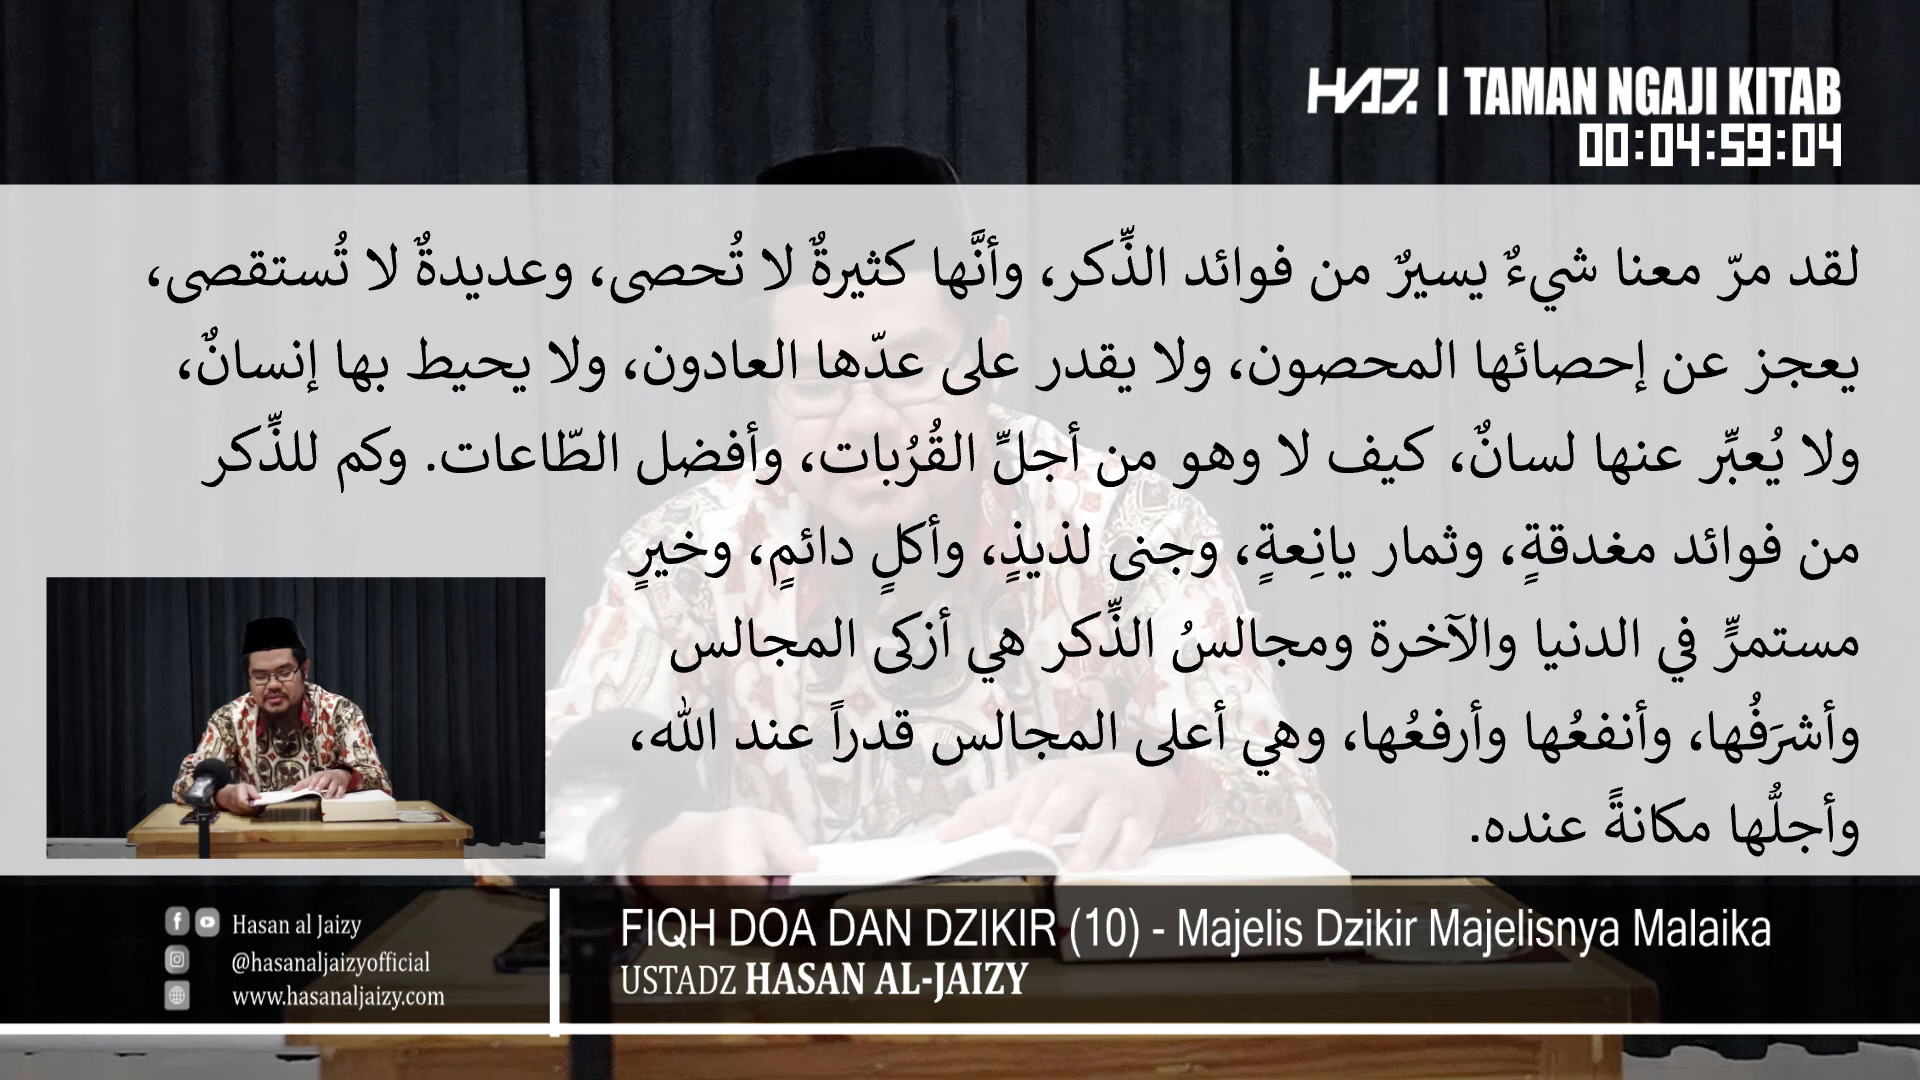 HAJZ | TAMAN NGAJI KITAB
00:04:59:04
لقد مرّ معنا شيءٌ يسيرٌ من فوائد الذِّكر، وأنَّها كثيرةٌ لا تُحصى، وعديدةٌ لا تُستقصى،
يعجز عن إحصائها المحصون، ولا يقدر على عدّها العادون، ولا يحيط بها إنسانٌ،
ولا يُعبِّر عنها لسانٌ، كيف لا وهو من أجلِّ القُرُبات، وأفضل الطّاعات. وكم للذِّكر
من فوائد مغدقةٍ، وثمار يانِعةٍ، وجنى لذيذٍ، وأكلٍ دائمٍ، وخيرٍ
مستمرٍّ في الدنيا والآخرة ومجالسُ الذِّكر هي أزكى المجالس
وأشرَفُها، وأنفعُها وأرفعُها، وهي أعلى المجالس قدراً عند الله،
وأجلُّها مكانةً عنده.
Hasan al Jaizy
@hasanaljaizyofficial
www.hasanaljaizy.com
FIQH DOA DAN DZIKIR (10) - Majelis Dzikir Majelisnya Malaika
USTADZ HASAN AL-JAIZY